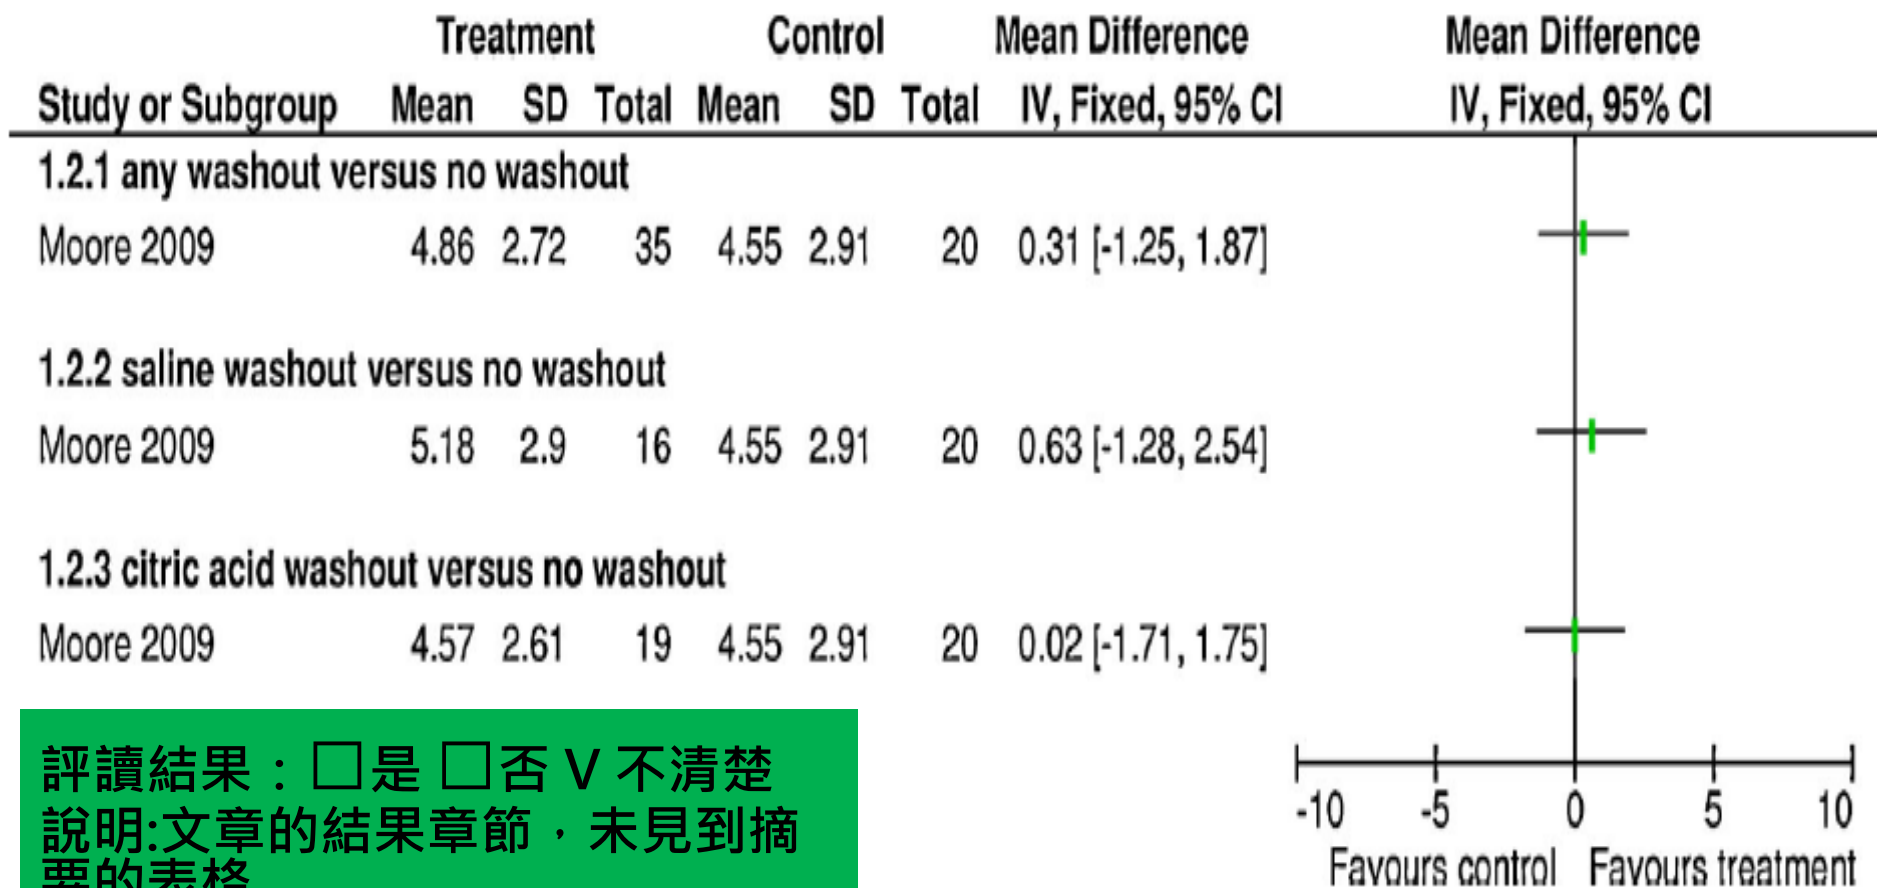 Treatment Control Mean Difference Mean Difference
Study or Subgroup Mean SD Total Mean SD Total IV, Fixed, 95% CI IV, Fixed, 95% CI
1.2.1 any washout versus no washout
Moore 2009 4.86 2.72 35 4.55 2.91 20 0.31 [-1.25, 1.87]
1.2.2 saline washout versus no washout
Moore 2009 5.18 2.9 16 4.55 2.91 20 0.63 [-1.28, 2.54]
1.2.3 citric acid washout versus no washout
Moore 2009 4.57 2.61 19 4.55 2.91 20 0.02 [-1.71, 1.75]
評讀結果：□是 □否 V 不清楚
說明:文章的結果章節，未見到摘
要的表格
-10 -5 0 5 10
Favours control Favours treatment